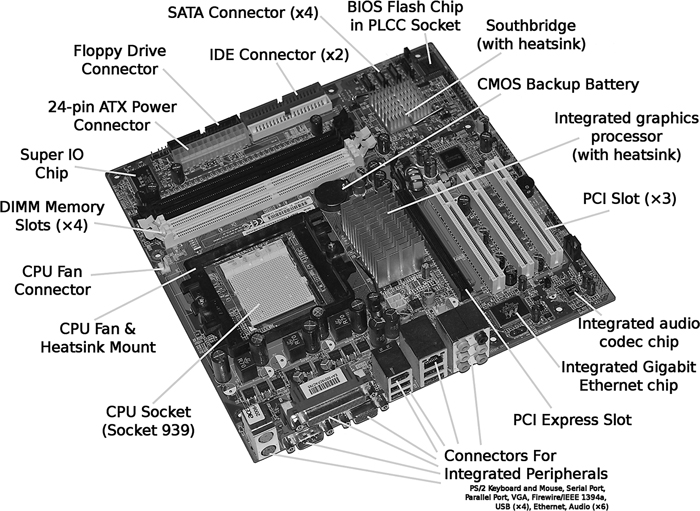 SATA Connector (×4)
BIOS Flash Chip
in PLCC Socket
Southbridge
(with heatsink)
Floppy Drive
Connector
IDE Connector (×2)
CMOS Backup Battery
24-pin ATX Power
Connector
Integrated graphics
processor
(with heatsink)
Super IO
Chip
DIMM Memory
Slots (×4)
PCI Slot (×3)
CPU Fan
Connector
CPU Fan &
Heatsink Mount
Integrated audio
codec chip
Integrated Gigabit
Ethernet chip
CPU Socket
(Socket 939)
PCI Express Slot
Connectors For
Integrated Peripherals
PS/2 Keyboard and Mouse, Serial Port,
Parallel Port, VGA, Firewire/IEEE 1394a,
USB (×4), Ethernet, Audio (×6)